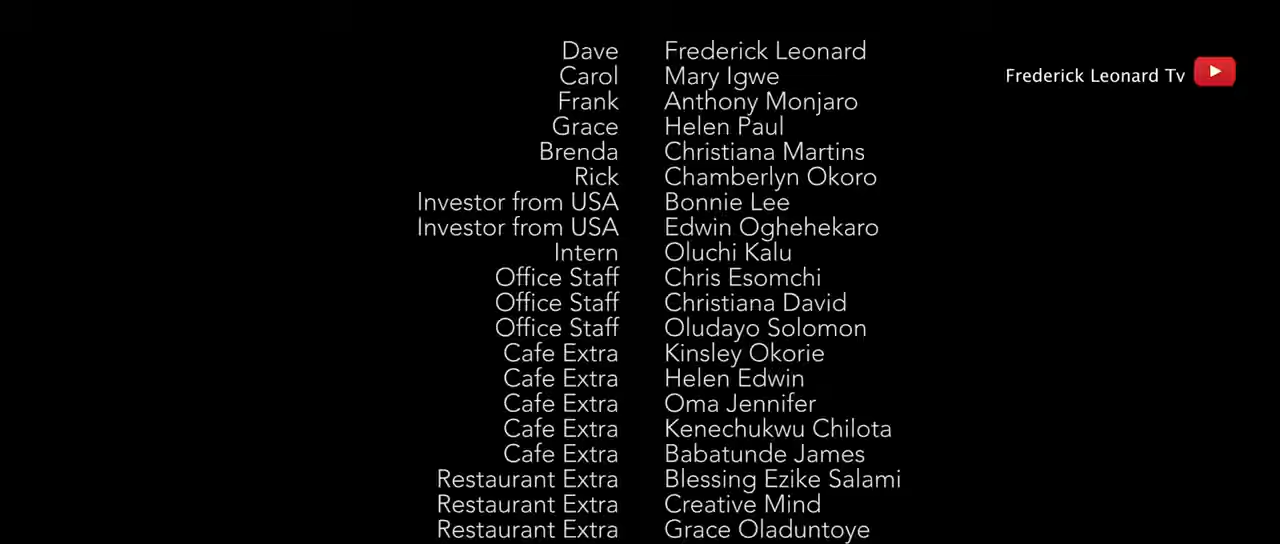 Dave Frederick Leonard
Carol Mary Igwe
Frank Anthony Monjaro
Grace Helen Paul
Brenda Christiana Martins
Rick Chamberlyn Okoro
Investor from USA Bonnie Lee
Investor from USA Edwin Oghehekaro
Intern Oluchi Kalu
Office Staff Chris Esomchi
Office Staff Christiana David
Office Staff Oludayo Solomon
Cafe Extra Kinsley Okorie
Cafe Extra Helen Edwin
Cafe Extra Oma Jennifer
Cafe Extra Kenechukwu Chilota
Cafe Extra Babatunde James
Restaurant Extra Blessing Ezike Salami
Restaurant Extra Creative Mind
Restaurant Extra Grace Oladuntoye
Frederick Leonard Tv